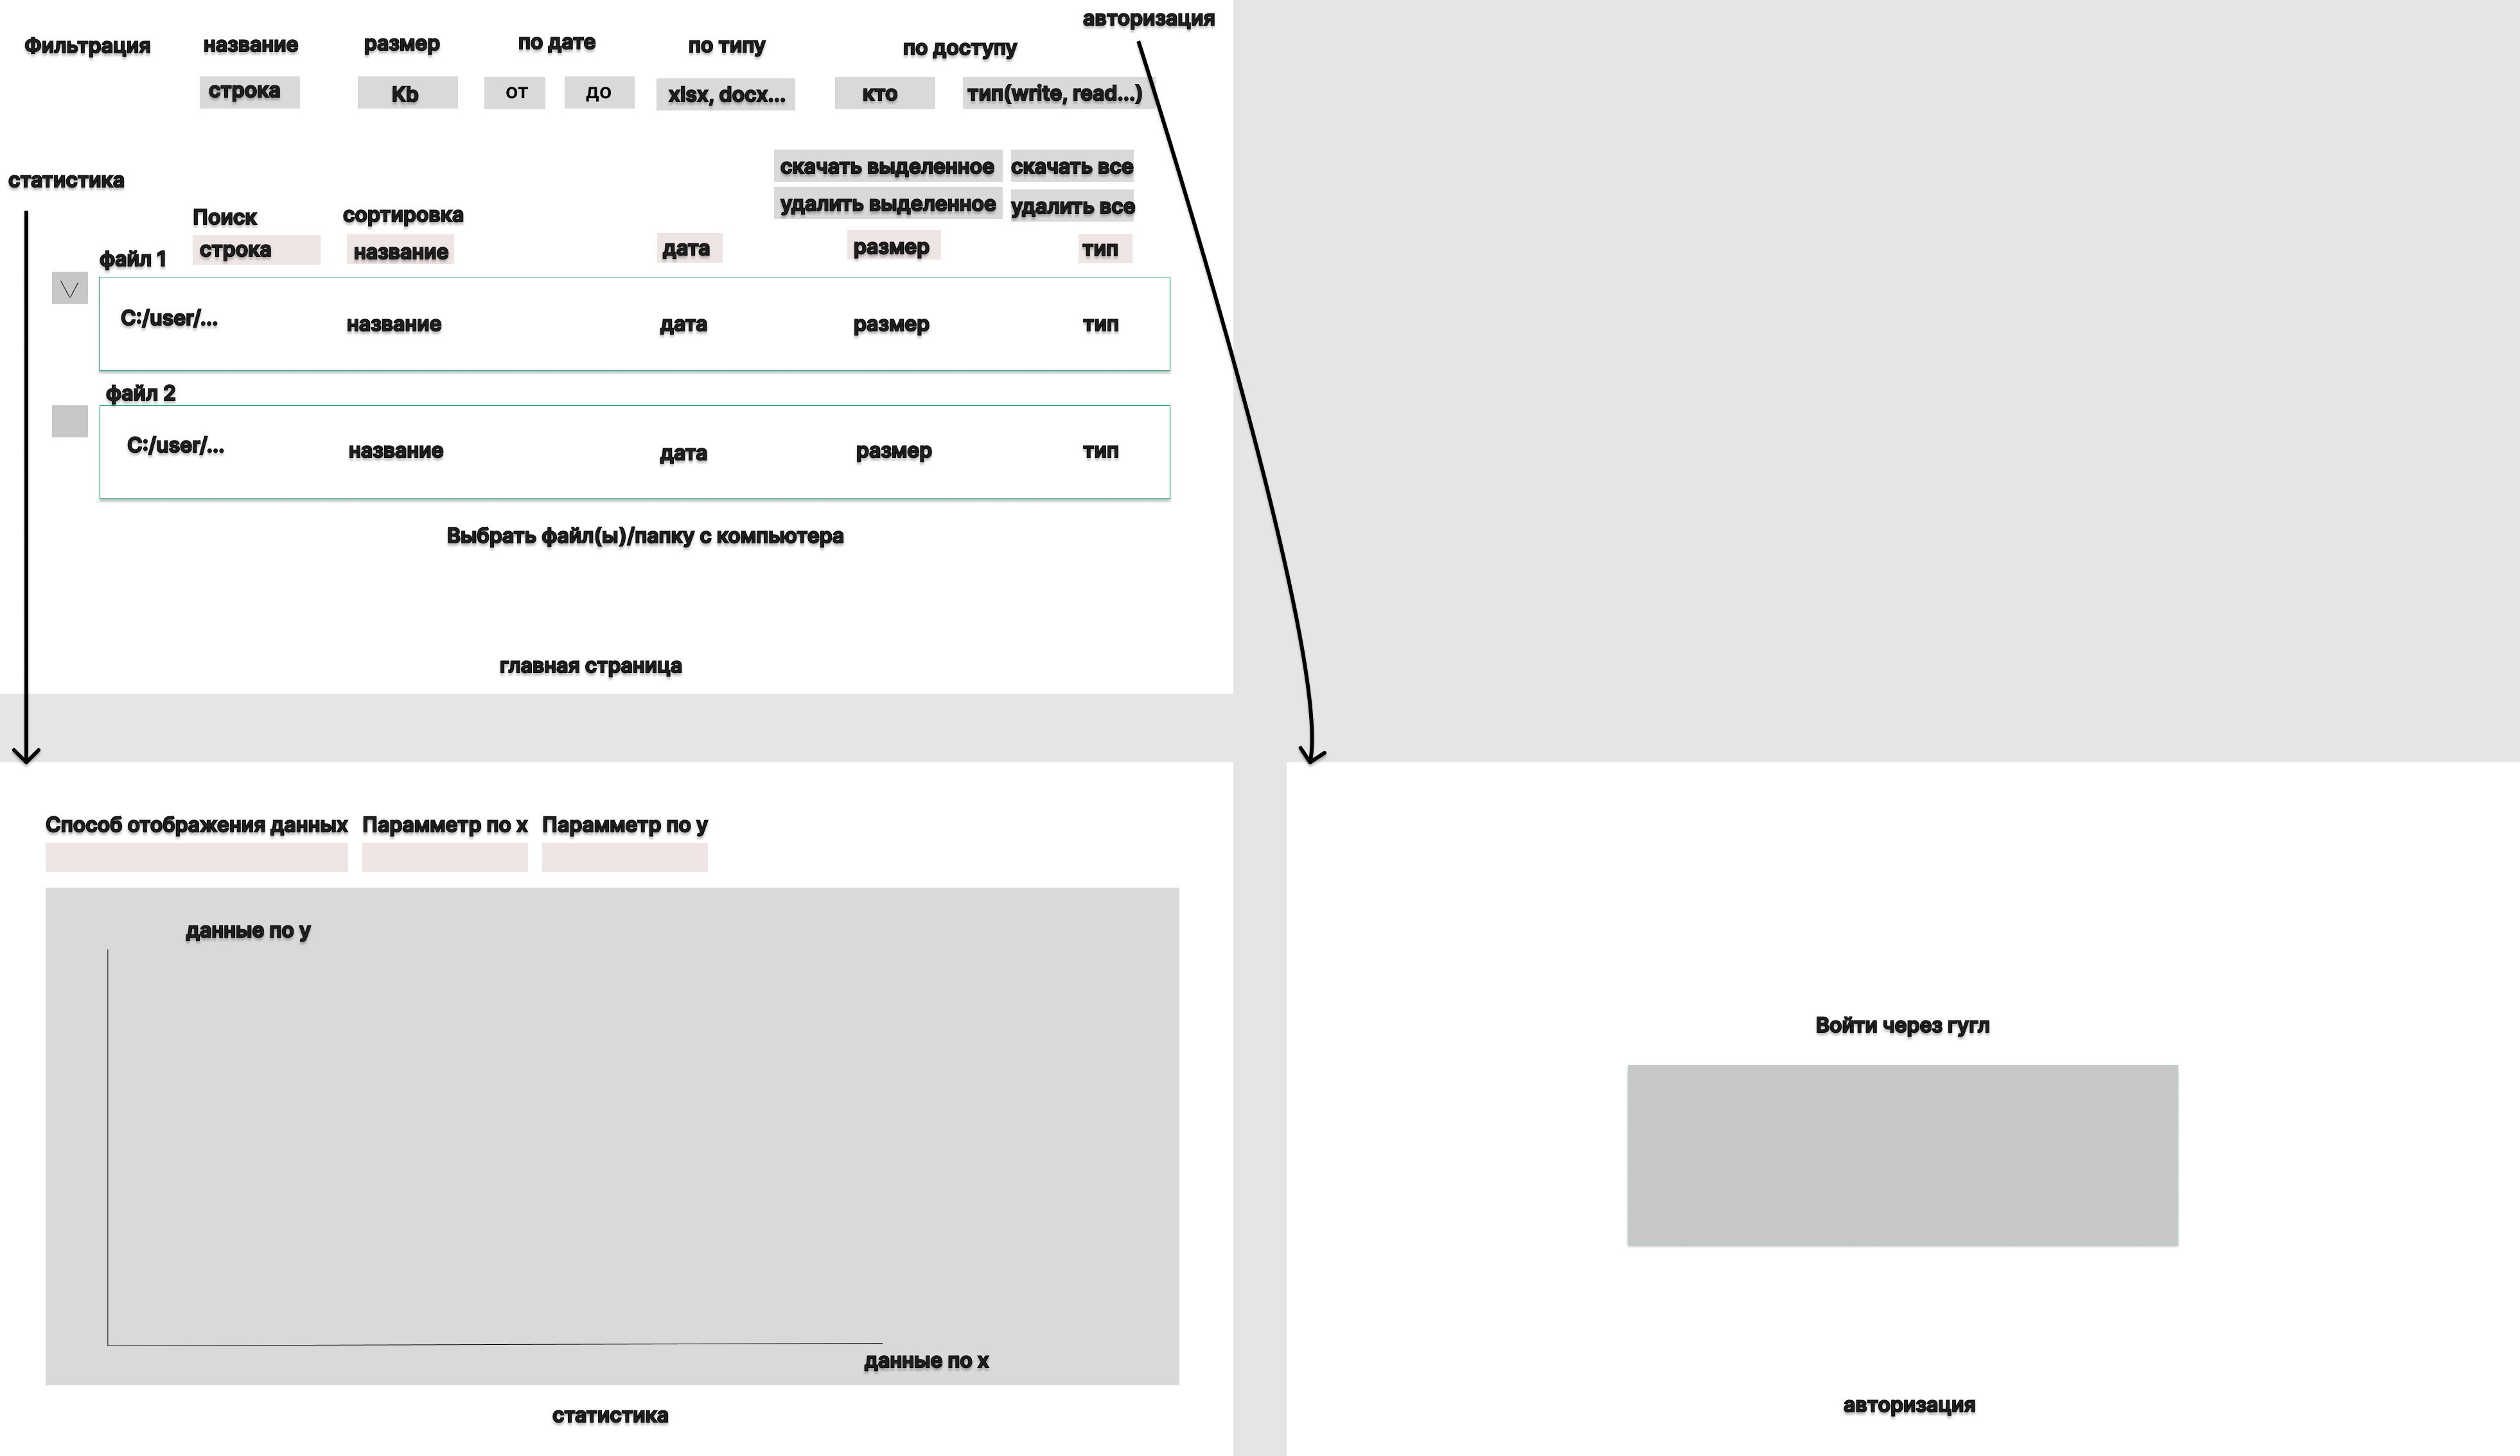 авторизация
Фильтрация
название
размер
по дате
по типу
по доступу
строка
Kb
от
до
xlsx, docx...
кто
тип(write, read...)
скачать выделенное
скачать все
статистика
удалить выделенное
удалить все
Поиск
сортировка
строка
название
дата
размер
тип
файл 1
C:/user/...
название
дата
размер
тип
файл 2
C:/user/...
название
дата
размер
тип
Выбрать файл(ы)/папку с компьютера
главная страница
Способ отображения данных
Парамметр по x
Парамметр по y
данные по y
данные по x
статистика
Войти через гугл
авторизация